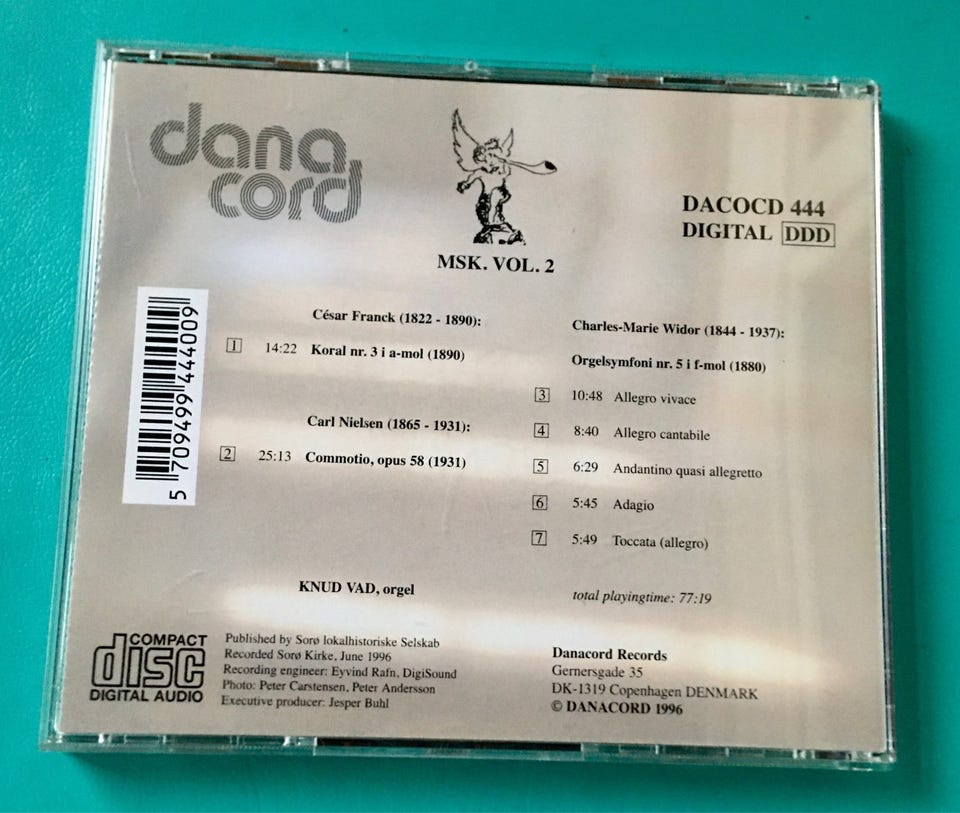 dana
cord
DACOCD 444
DIGITAL DDD
MSK. VOL. 2
5 709499 444009
César Franck (1822 - 1890):
1 14:22 Koral nr. 3 i a-mol (1890)
Carl Nielsen (1865 - 1931):
2 25:13 Commotio, opus 58 (1931)
Charles-Marie Widor (1844 - 1937):
Orgelsymfoni nr. 5 i f-mol (1880)
3 10:48 Allegro vivace
4 8:40 Allegro cantabile
5 6:29 Andantino quasi allegretto
6 5:45 Adagio
7 5:49 Toccata (allegro)
KNUD VAD, orgel
total playingtime: 77:19
COMPACT
disc
DIGITAL AUDIO
Published by Sorø lokalhistoriske Selskab
Recorded Sorø Kirke, June 1996
Recording engineer: Eyvind Rafn, DigiSound
Photo: Peter Carstensen, Peter Andersson
Executive producer: Jesper Buhl
Danacord Records
Gernersgade 35
DK-1319 Copenhagen DENMARK
© DANACORD 1996